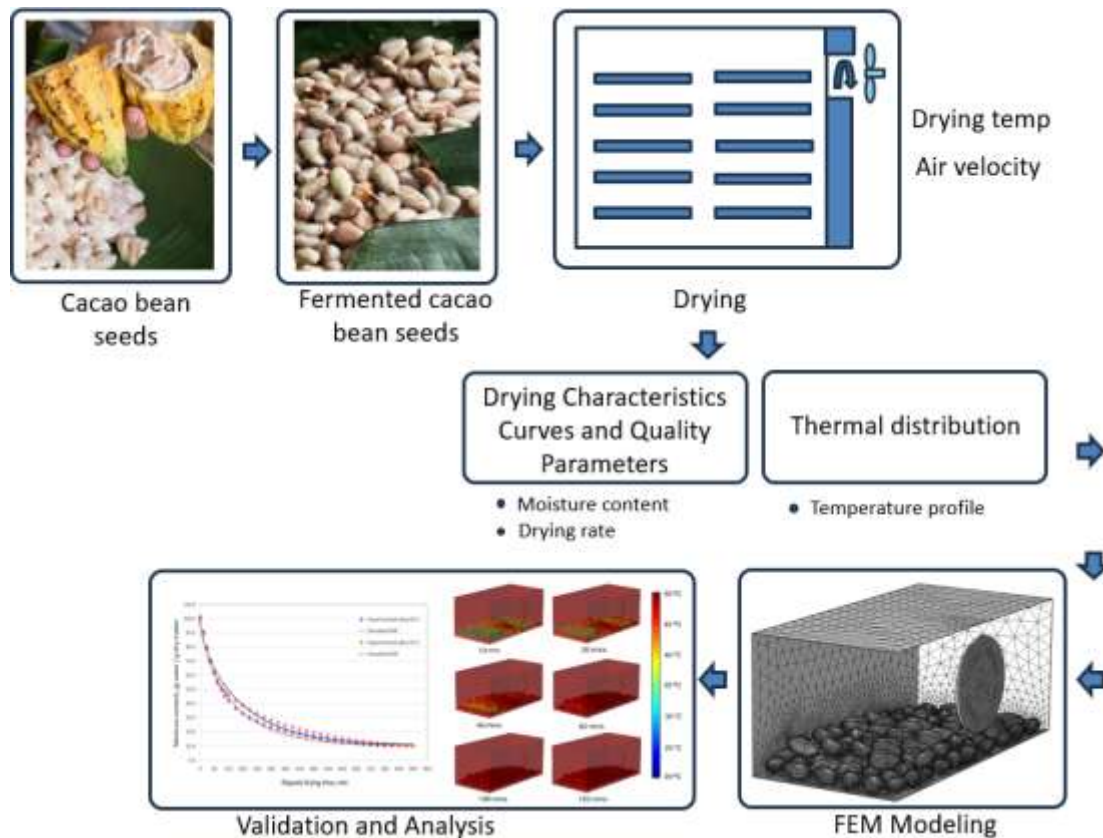 Cacao bean
seeds
Fermented cacao
bean seeds
Drying
Drying temp
Air velocity
Drying Characteristics
Curves and Quality
Parameters
• Moisture content
• Drying rate
Thermal distribution
• Temperature profile
FEM Modeling
Validation and Analysis